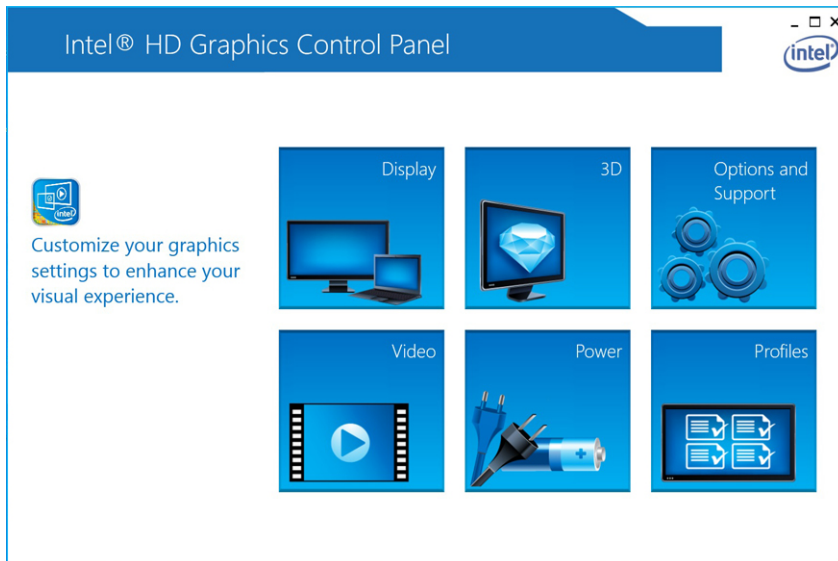 Intel® HD Graphics Control Panel
intel
Display
3D
Options and
Support
intel
Customize your graphics
settings to enhance your
visual experience.
Video
Power
Profiles